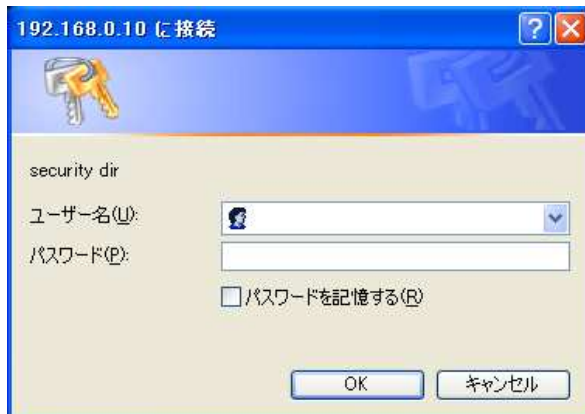 192.168.0.10 に接続
security dir
ユーザー名(U):
パスワード(P):
パスワードを記憶する(R)
OK
キャンセル